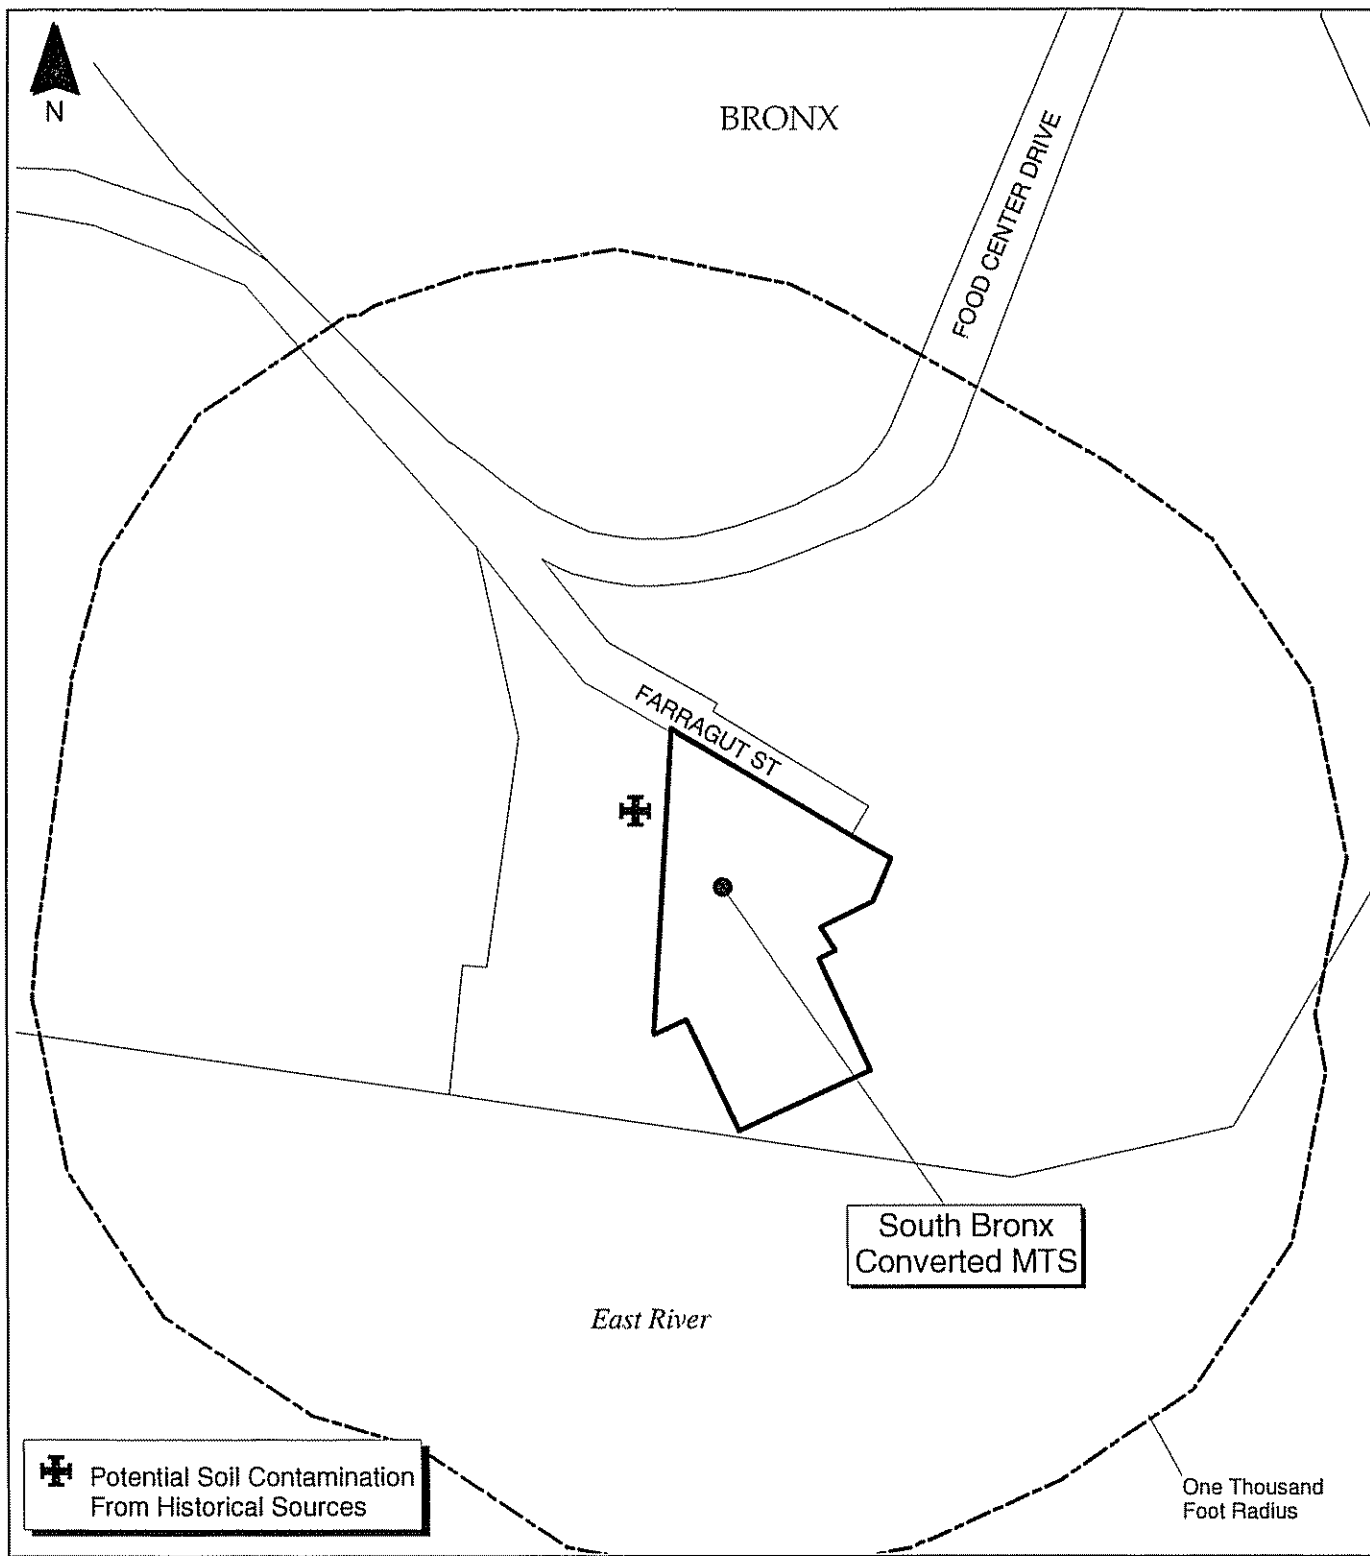 N
BRONX
FOOD CENTER DRIVE
FARRAGUT ST
South Bronx
Converted MTS
East River
Potential Soil Contamination
From Historical Sources
One Thousand
Foot Radius